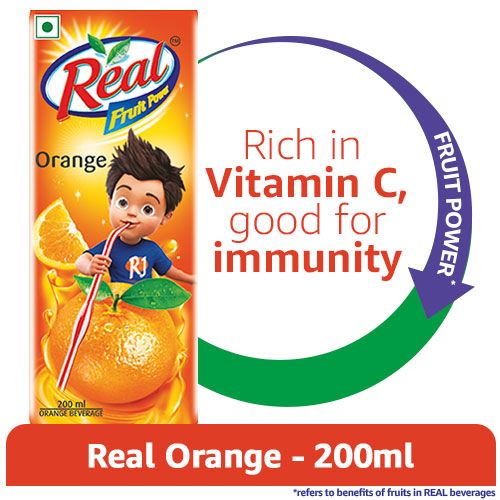 Real
™
Fruit Power
Orange
RJ
200 ml
ORANGE BEVERAGE
Rich in
Vitamin C,
good for
immunity
FRUIT POWER*
Real Orange - 200ml
*refers to benefits of fruits in REAL beverages